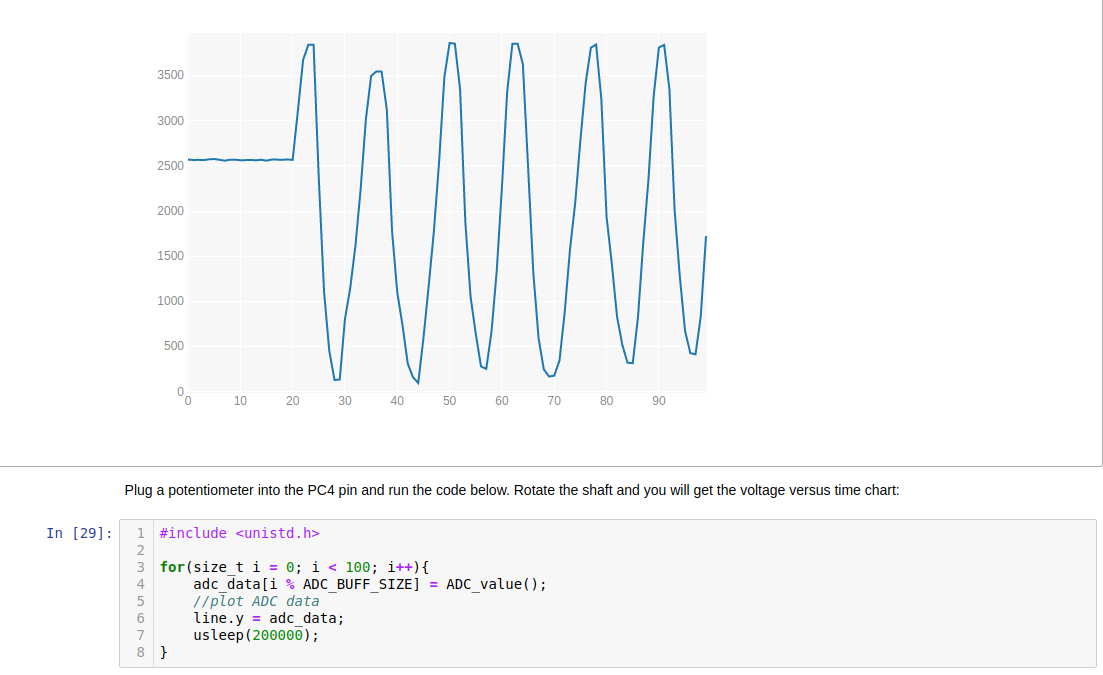 3500
3000
2500
2000
1500
1000
500
0
0 10 20 30 40 50 60 70 80 90
Plug a potentiometer into the PC4 pin and run the code below. Rotate the shaft and you will get the voltage versus time chart:
In [29]:
1 #include <unistd.h>
2
3 for(size_t i = 0; i < 100; i++){
4     adc_data[i % ADC_BUFF_SIZE] = ADC_value();
5     //plot ADC data
6     line.y = adc_data;
7     usleep(200000);
8 }